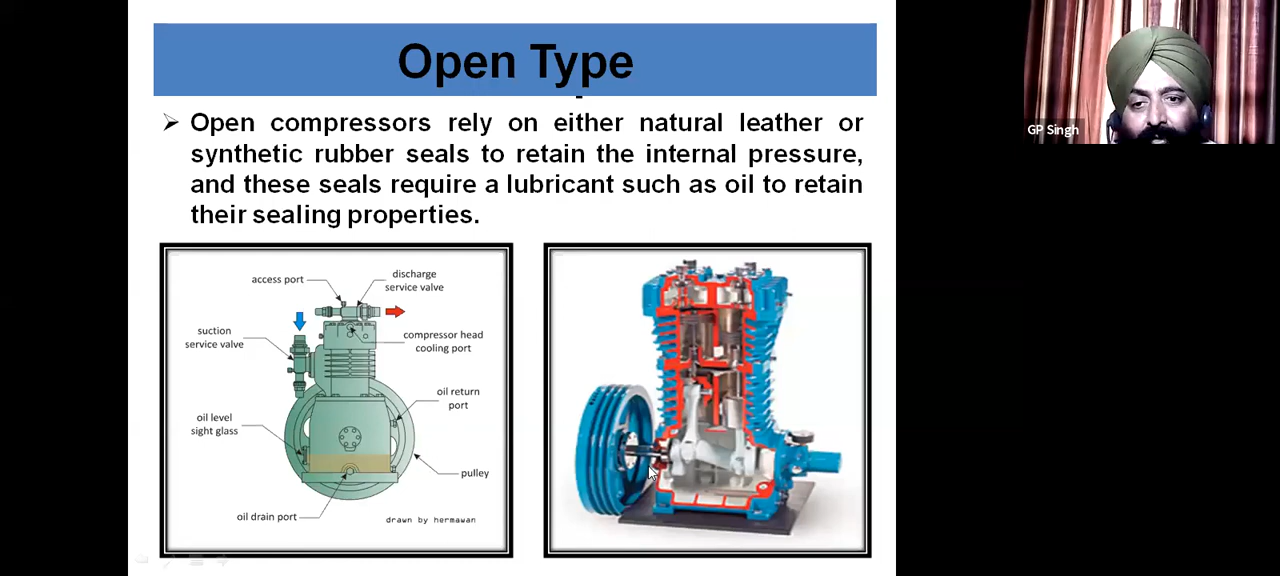 Open Type
➢ Open compressors rely on either natural leather or
synthetic rubber seals to retain the internal pressure,
and these seals require a lubricant such as oil to retain
their sealing properties.
access port
discharge
service valve
suction
service valve
compressor head
cooling port
oil return
port
oil level
sight glass
pulley
oil drain port
drawn by hermawan
GP Singh